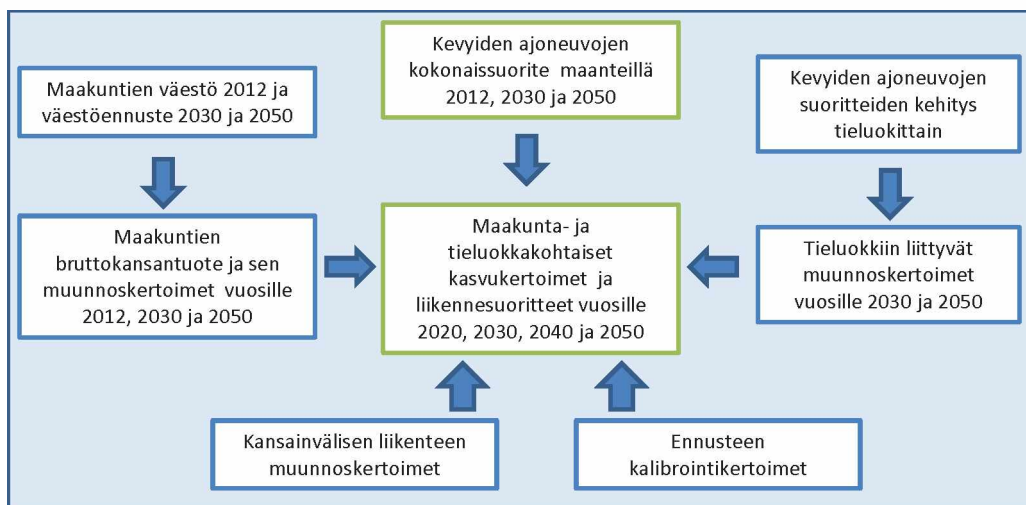 Maakuntien väestö 2012 ja
väestöennuste 2030 ja 2050
Kevyiden ajoneuvojen
kokonaissuorite maanteillä
2012, 2030 ja 2050
Kevyiden ajoneuvojen
suoritteiden kehitys
tieluokittain
Maakuntien
bruttokansantuote ja sen
muunnoskertoimet vuosille
2012, 2030 ja 2050
Maakunta- ja
tieluokkakohtaiset
kasvukertoimet ja
liikennesuoritteet vuosille
2020, 2030, 2040 ja 2050
Tieluokkiin liittyvät
muunnoskertoimet
vuosille 2030 ja 2050
Kansainvälisen liikenteen
muunnoskertoimet
Ennusteen
kalibrointikertoimet